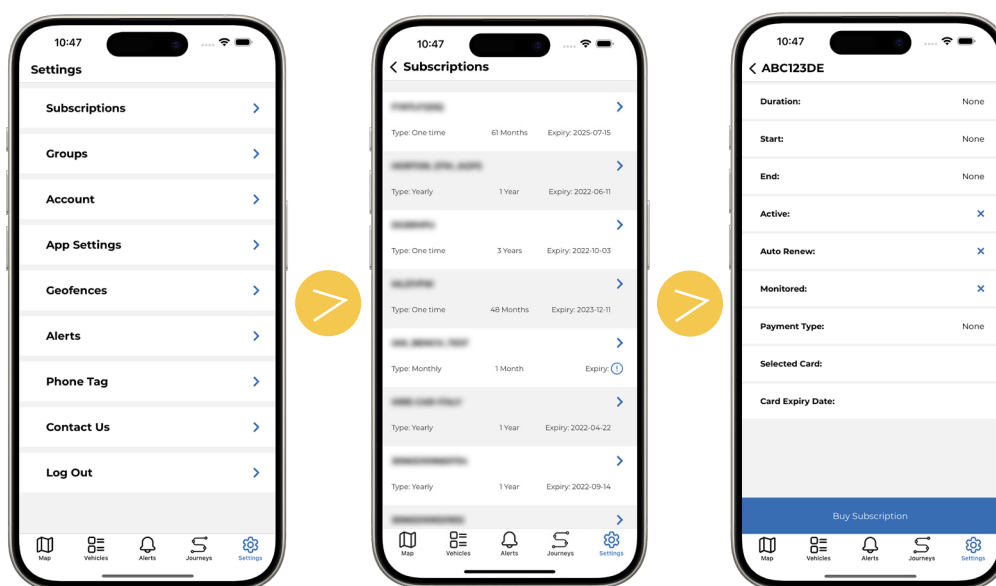 10:47
Settings
Subscriptions
Groups
Account
App Settings
Geofences
Alerts
Phone Tag
Contact Us
Log Out
Map Vehicles Alerts Journeys Settings
10:47
Subscriptions
Type: One time 61 Months Expiry: 2025-07-15
Type: Yearly 1 Year Expiry: 2022-06-11
Type: One time 3 Years Expiry: 2022-10-03
Type: One time 48 Months Expiry: 2023-12-11
Type: Monthly 1 Month Expiry:
Type: Yearly 1 Year Expiry: 2022-04-22
Type: Yearly 1 Year Expiry: 2022-09-14
Map Vehicles Alerts Journeys Settings
10:47
ABC123DE
Duration: None
Start: None
End: None
Active:
Auto Renew:
Monitored:
Payment Type: None
Selected Card:
Card Expiry Date:
Buy Subscription
Map Vehicles Alerts Journeys Settings